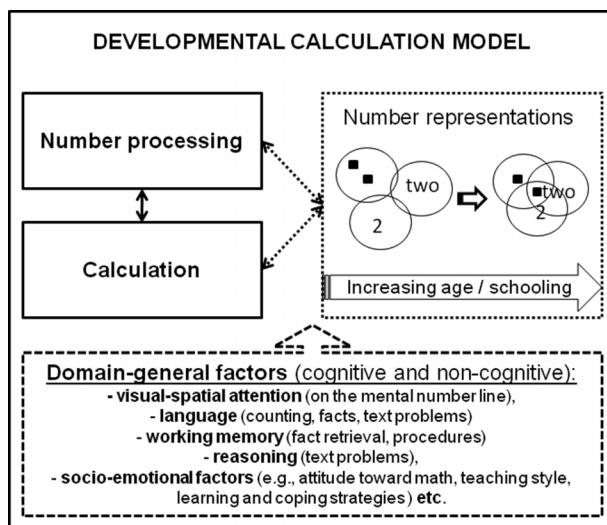 DEVELOPMENTAL CALCULATION MODEL
Number processing
Calculation
Number representations
two
2
two
2
Increasing age / schooling
Domain-general factors (cognitive and non-cognitive):
- visual-spatial attention (on the mental number line),
- language (counting, facts, text problems)
- working memory (fact retrieval, procedures)
- reasoning (text problems),
- socio-emotional factors (e.g., attitude toward math, teaching style,
learning and coping strategies) etc.